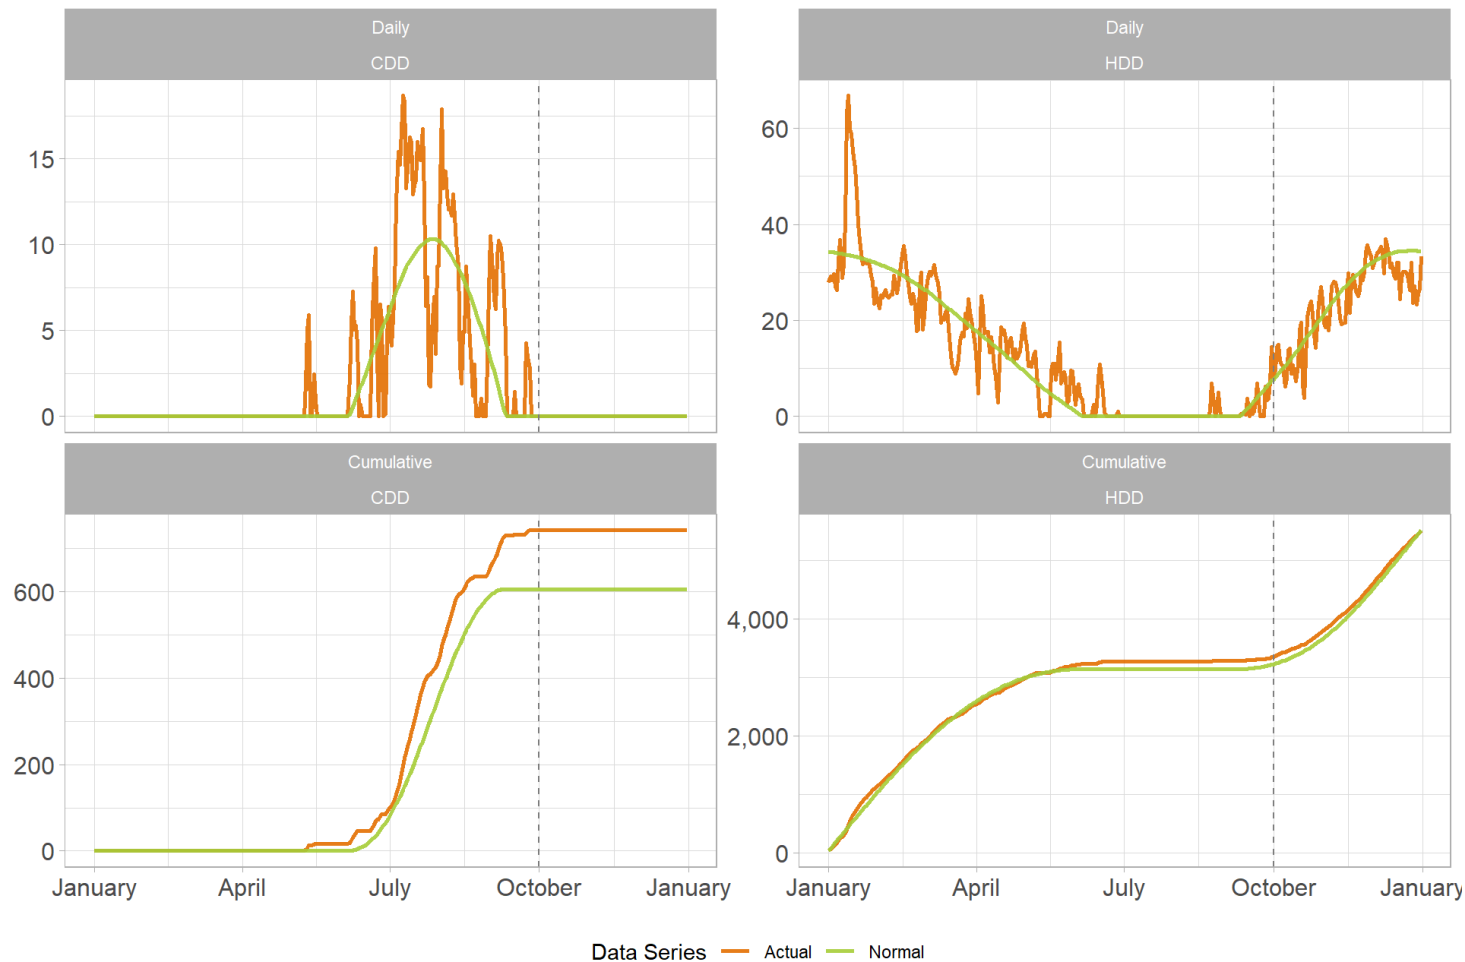 Daily
CDD
15
10
5
0
Daily
HDD
60
40
20
0
Cumulative
CDD
600
400
200
0
January April July October January
Cumulative
HDD
4,000
2,000
0
January April July October January
Data Series Actual Normal